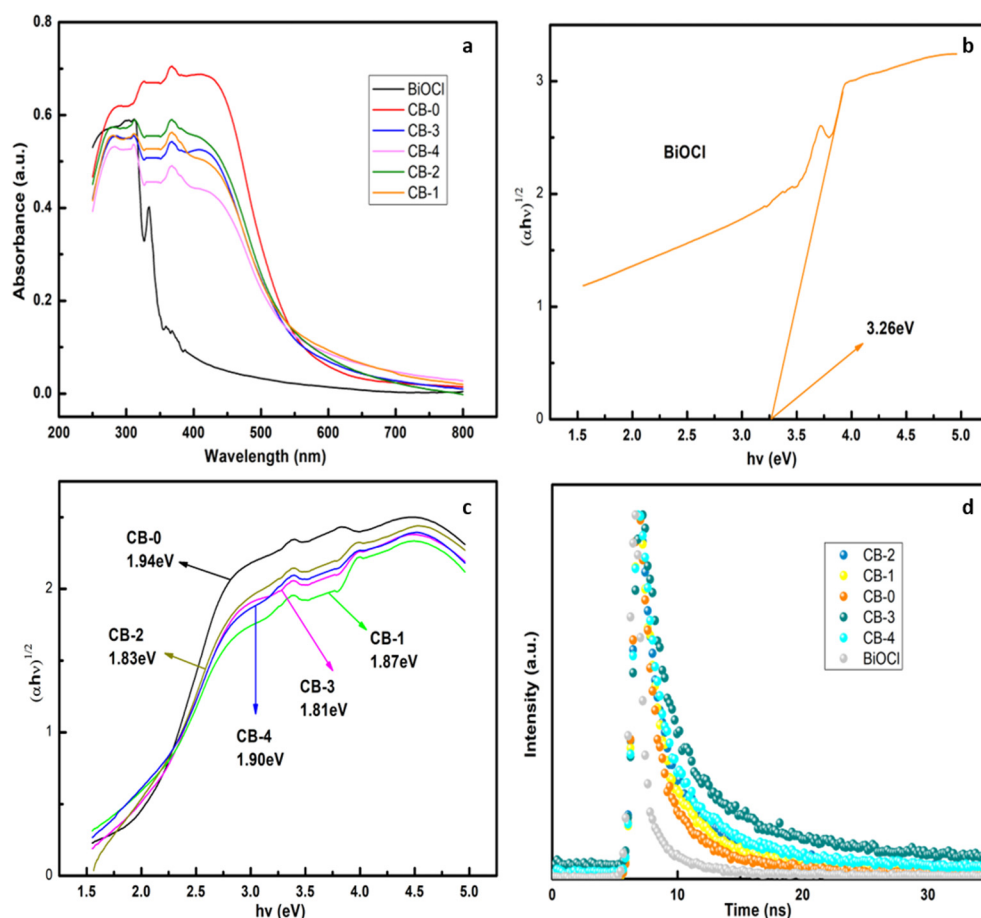 a
0.8
0.6
0.4
0.2
0.0
Absorbance (a.u.)
BiOCl
CB-0
CB-3
CB-4
CB-2
CB-1
200 300 400 500 600 700 800
Wavelength (nm)
b
3
2
1
0
(αhν)1/2
BiOCl
3.26eV
1.5 2.0 2.5 3.0 3.5 4.0 4.5 5.0
hν (eV)
c
2
1
0
(αhν)1/2
CB-0
1.94eV
CB-2
1.83eV
CB-1
1.87eV
CB-3
1.81eV
CB-4
1.90eV
1.5 2.0 2.5 3.0 3.5 4.0 4.5 5.0
hν (eV)
d
Intensity (a.u.)
CB-2
CB-1
CB-0
CB-3
CB-4
BiOCl
0 10 20 30
Time (ns)